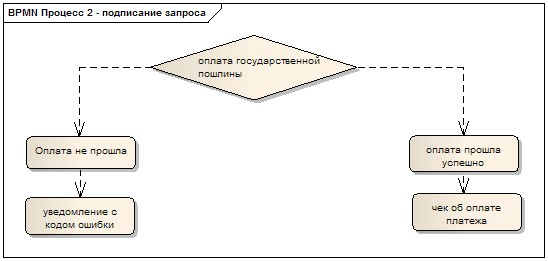 BPMN Процесс 2 - подписание запроса
оплата государственной
пошлины
Оплата не прошла
оплата прошла
успешно
уведомление с
кодом ошибки
чек об оплате
платежа